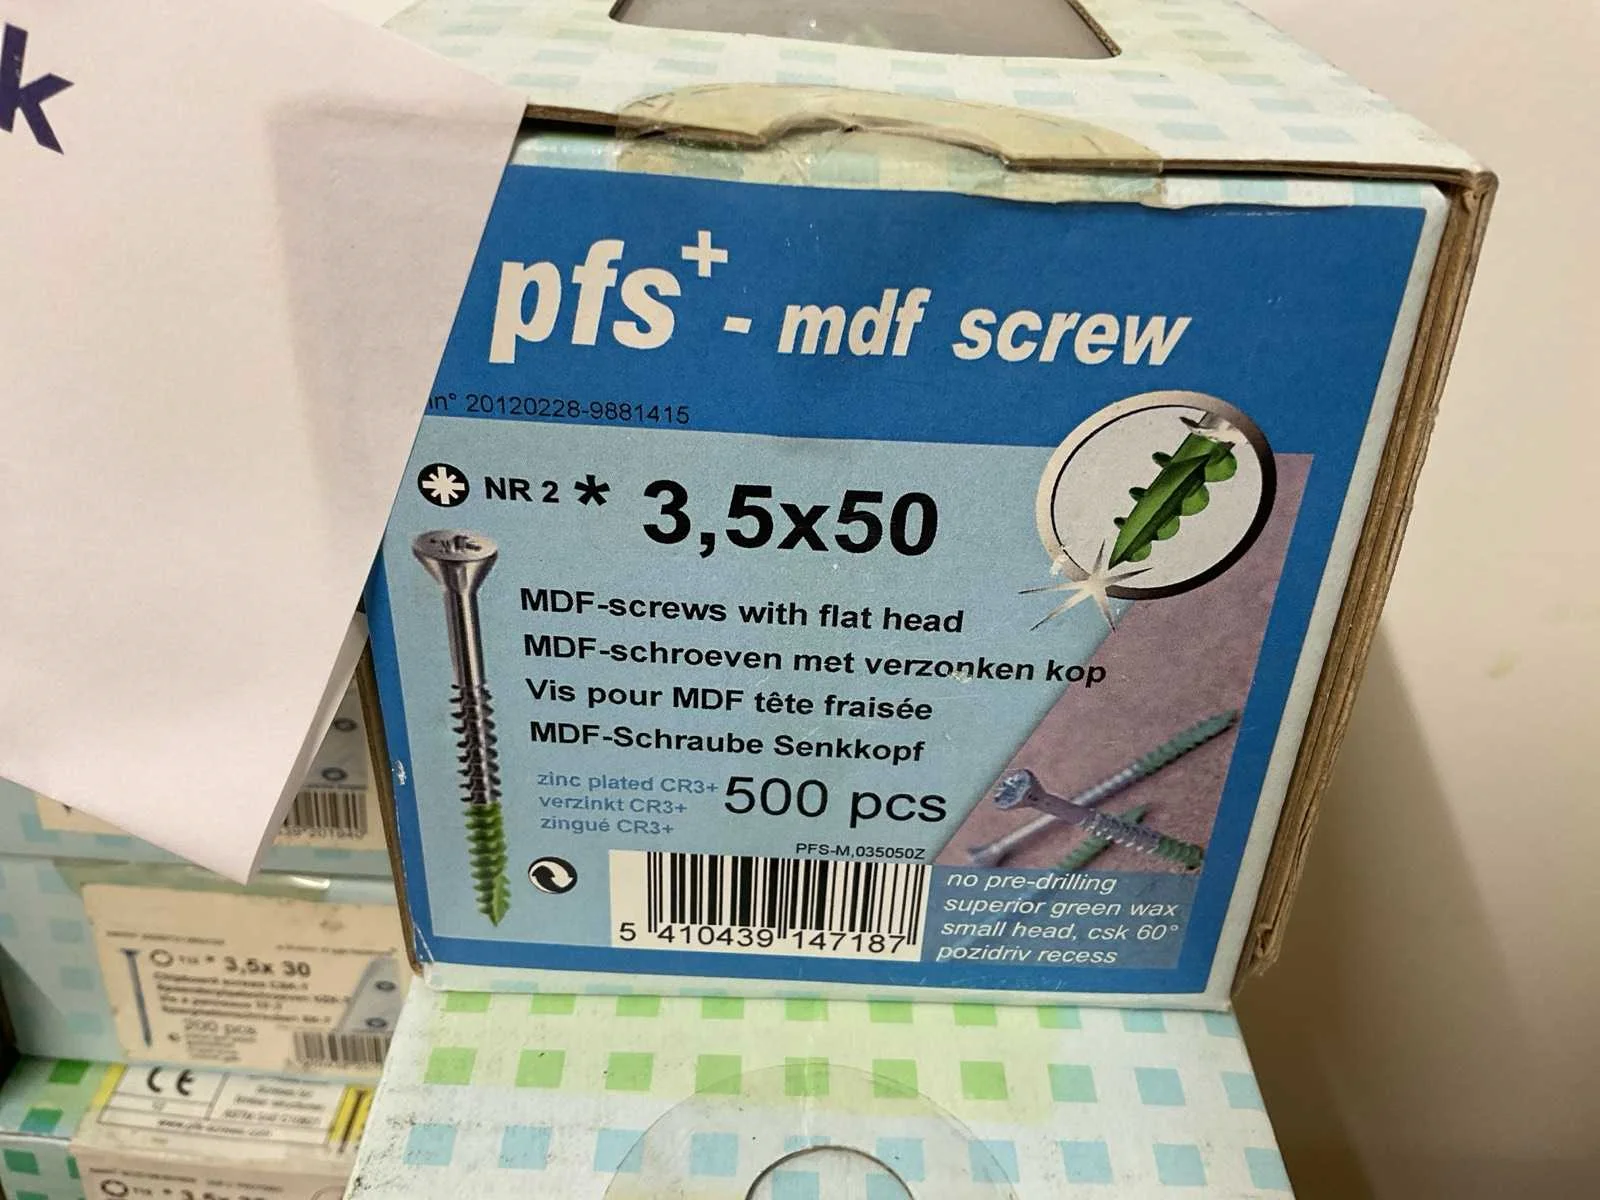 k
pfs+ - mdf screw
n° 20120228-9881415
NR 2 * 3,5x50
MDF-screws with flat head
MDF-schroeven met verzonken kop
Vis pour MDF tête fraisée
MDF-Schraube Senkkopf
zinc plated CR3+
verzinkt CR3+
zingué CR3+
500 pcs
PFS-M,035050Z
5 410439 147187
no pre-drilling
superior green wax
small head, csk 60°
pozidriv recess
* 3,5x 30
200 pcs
CE